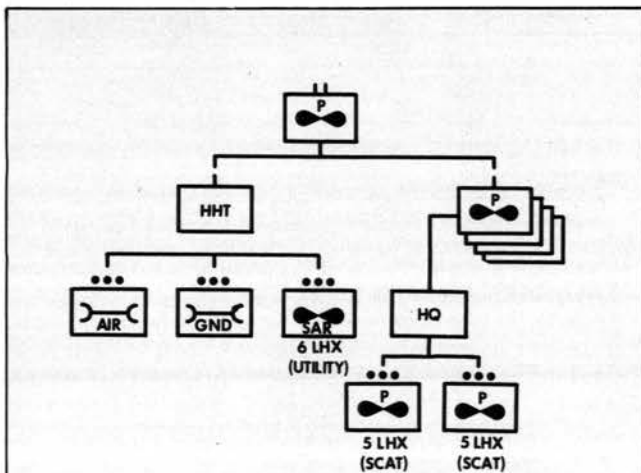 P
HHT
P
AIR
GND
SAR
6 LHX
(UTILITY)
HQ
P
5 LHX
(SCAT)
P
5 LHX
(SCAT)